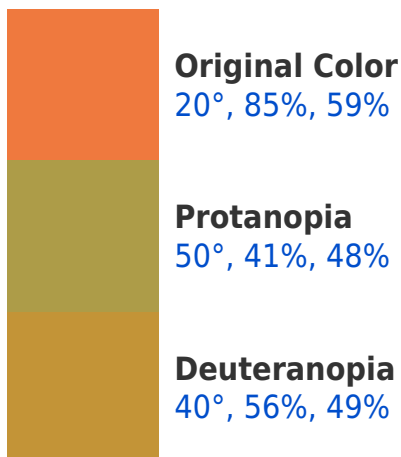 Original Color
20°, 85%, 59%
Protanopia
50°, 41%, 48%
Deuteranopia
40°, 56%, 49%